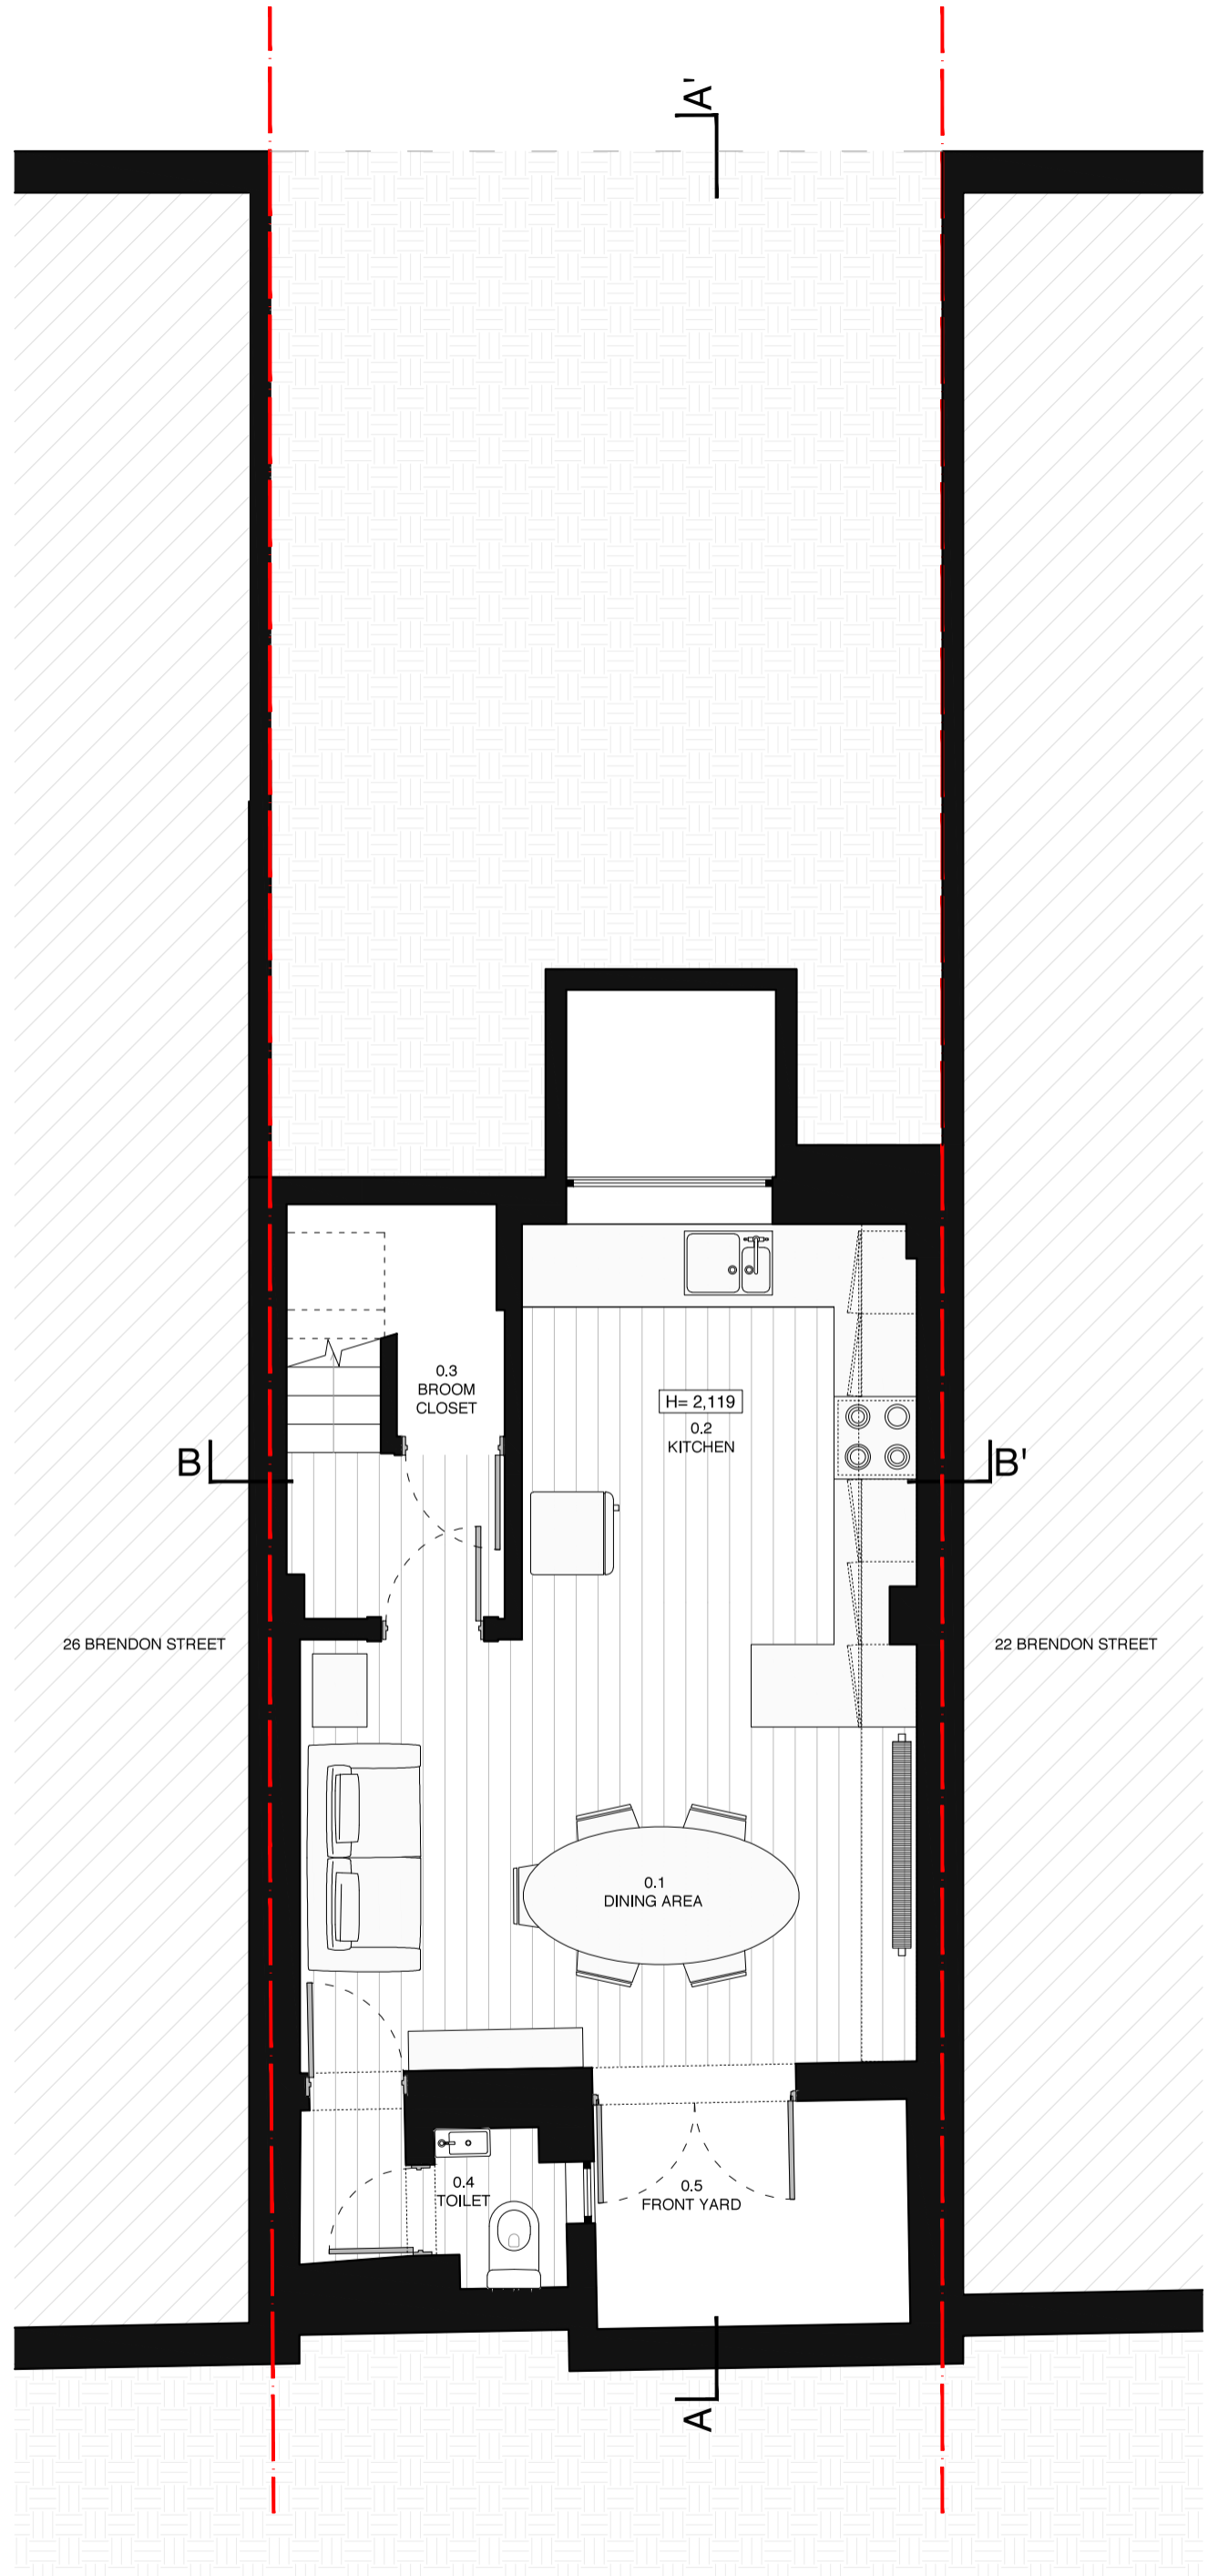 A'
0.3
BROOM
CLOSET
H= 2,119
0.2
KITCHEN
B
B'
26 BRENDON STREET
22 BRENDON STREET
0.1
DINING AREA
0.4
TOILET
0.5
FRONT YARD
A